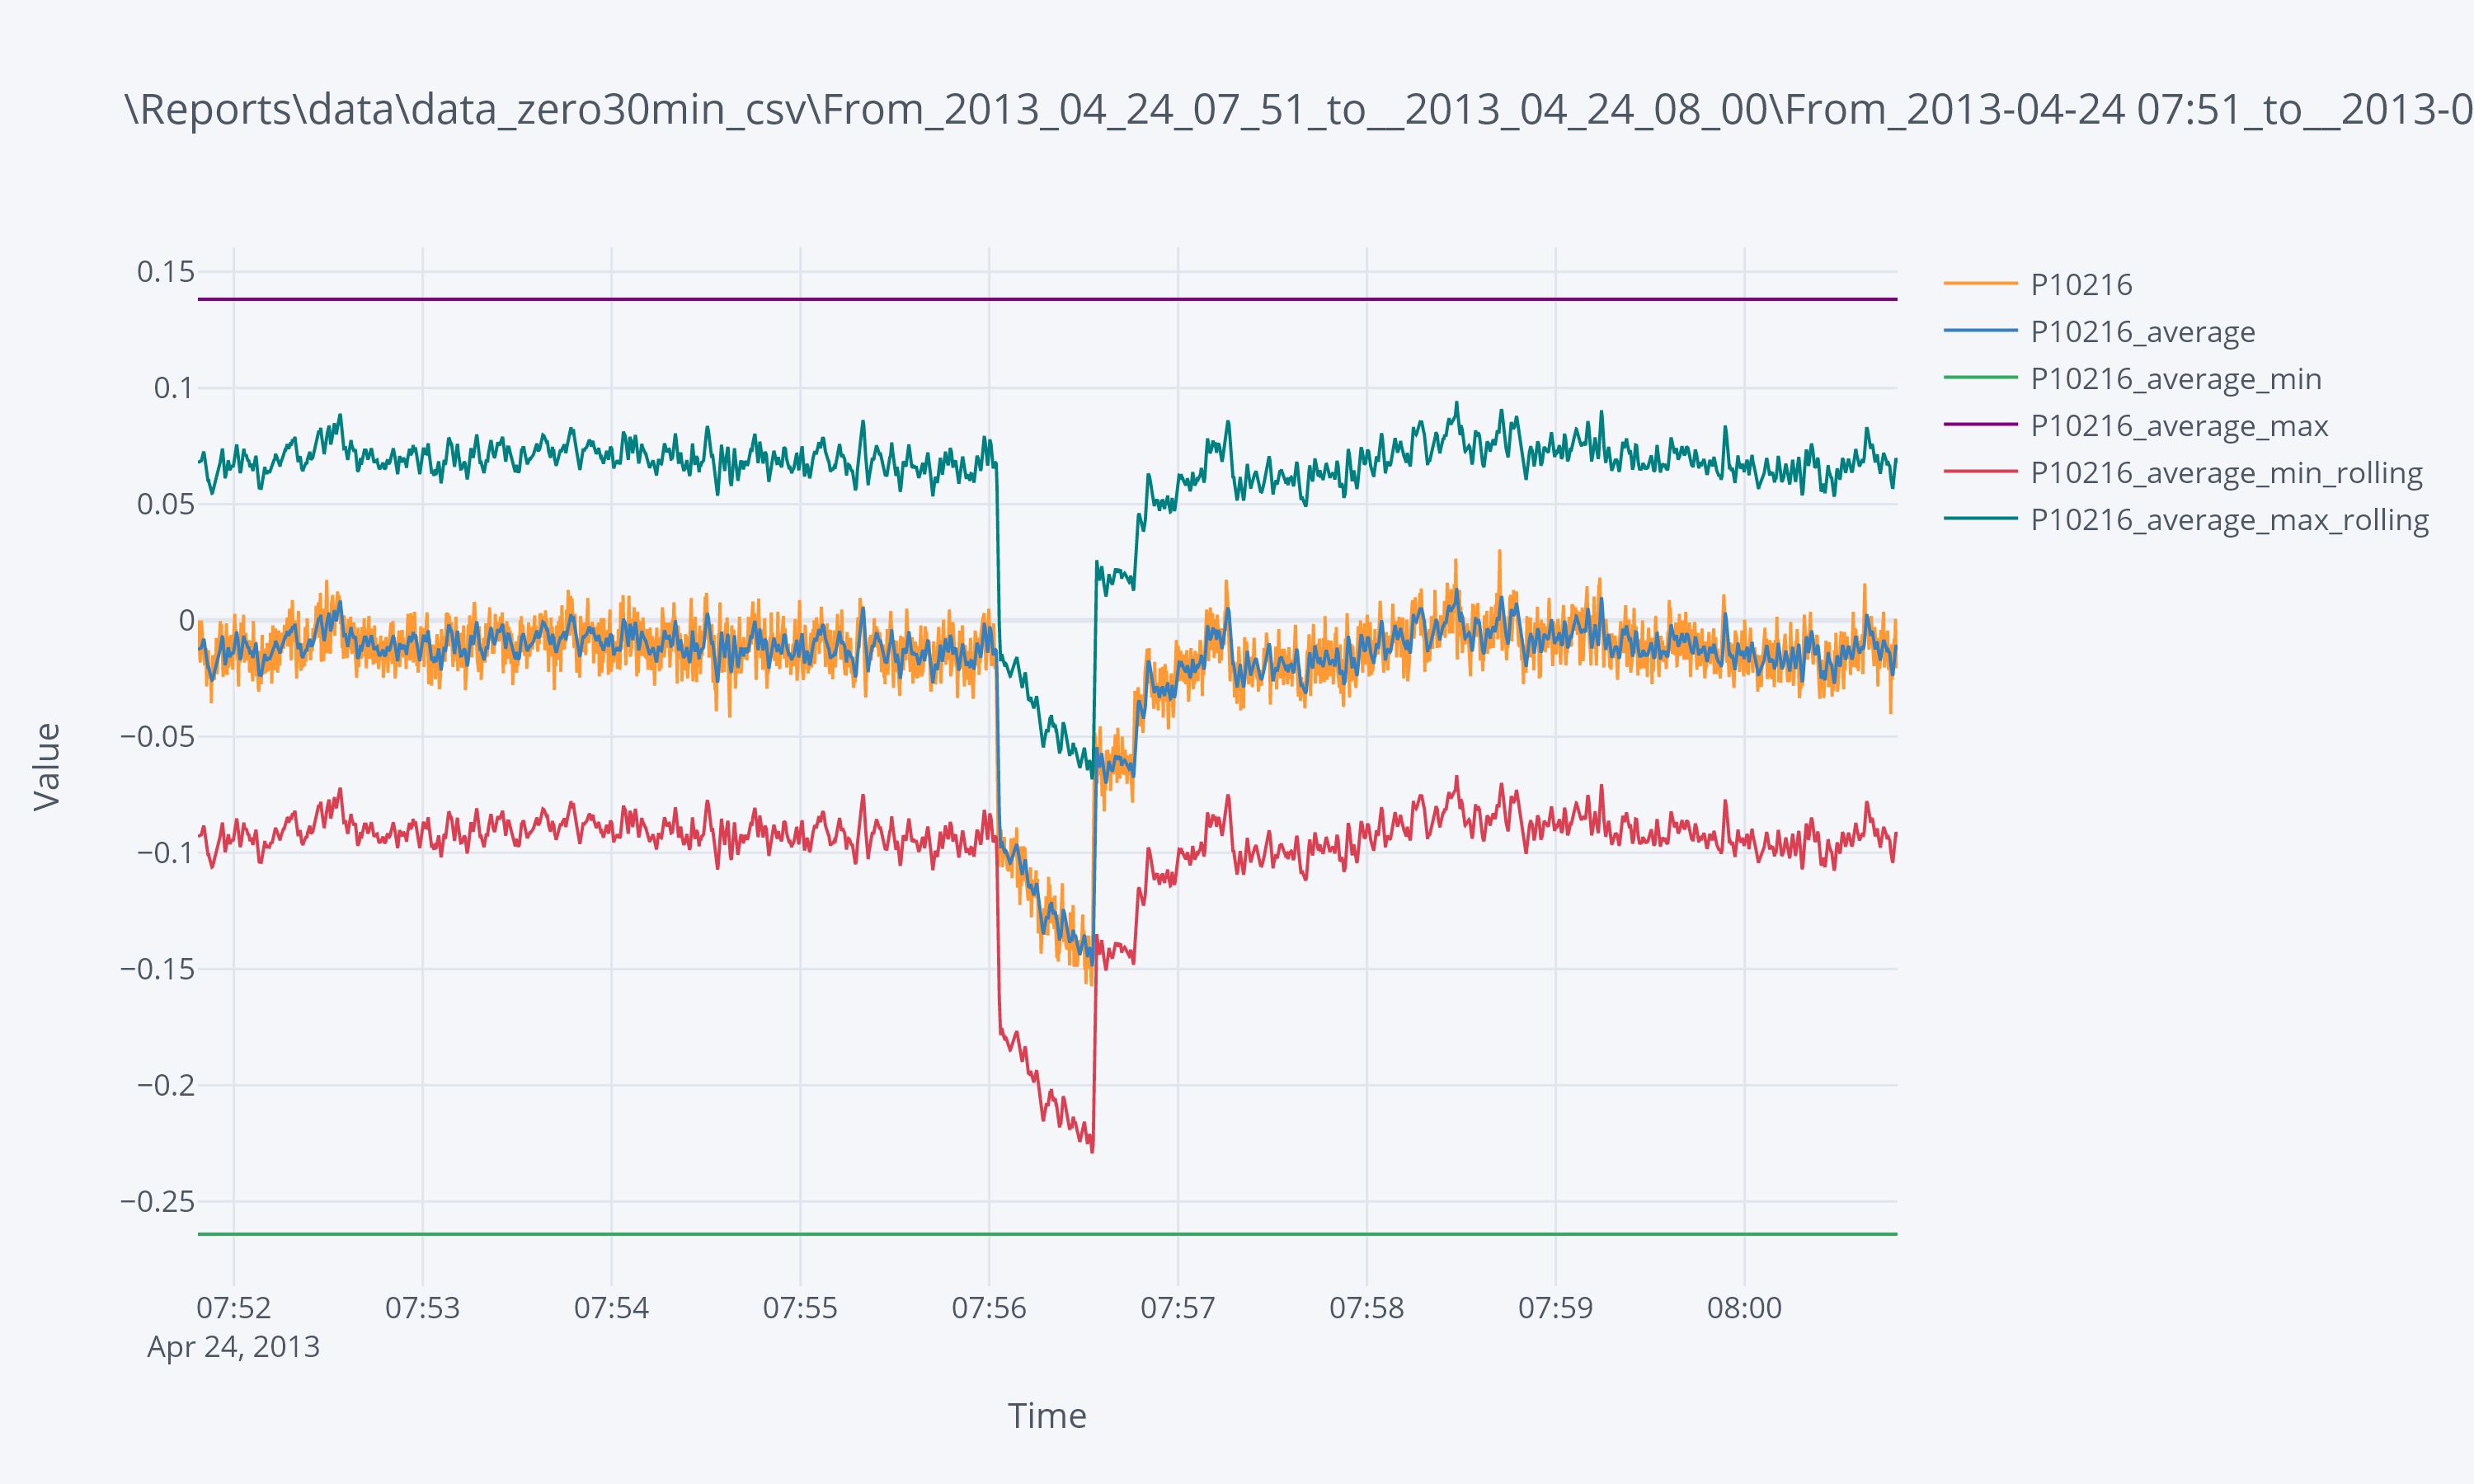 \Reports\data\data_zero30min_csv\From_2013_04_24_07_51_to__2013_04_24_08_00\From_2013-04-24 07:51_to__2013-0
0.15
0.1
0.05
0
−0.05
−0.1
−0.15
−0.2
−0.25
Value
P10216
P10216_average
P10216_average_min
P10216_average_max
P10216_average_min_rolling
P10216_average_max_rolling
07:52 07:53 07:54 07:55 07:56 07:57 07:58 07:59 08:00
Apr 24, 2013
Time